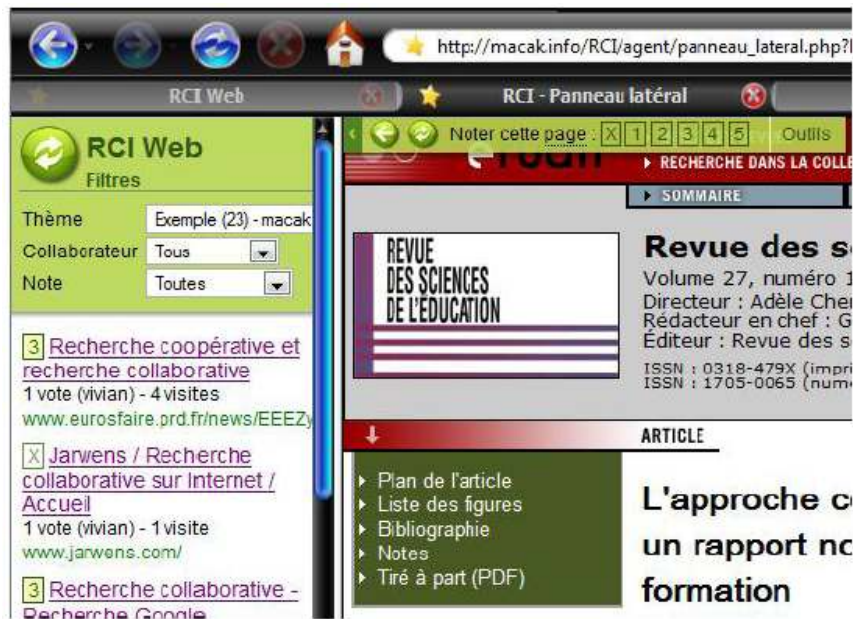 http://macak.info/RCI/agent/panneau_lateral.php?
RCI Web
RCI - Panneau latéral
RCI Web
Filtres
Thème Exemple (23) - macak
Collaborateur Tous
Note Toutes
3 Recherche coopérative et
recherche collaborative
1 vote (vivian) - 4 visites
www.eurosfaire.prd.fr/news/EEEZy
X Jarwens / Recherche
collaborative sur Internet /
Accueil
1 vote (vivian) - 1 visite
www.jarwens.com/
3 Recherche collaborative -
Recherche Google
Noter cette page : X 1 2 3 4 5 Outils
RECHERCHE DANS LA COLLE
SOMMAIRE
REVUE
DES SCIENCES
DE L'ÉDUCATION
Revue des s
Volume 27, numéro 1
Directeur : Adèle Cher
Rédacteur en chef : G
Éditeur : Revue des s
ISSN : 0318-479X (impri
ISSN : 1705-0065 (numé
ARTICLE
Plan de l'article
Liste des figures
Bibliographie
Notes
Tiré à part (PDF)
L'approche c
un rapport no
formation